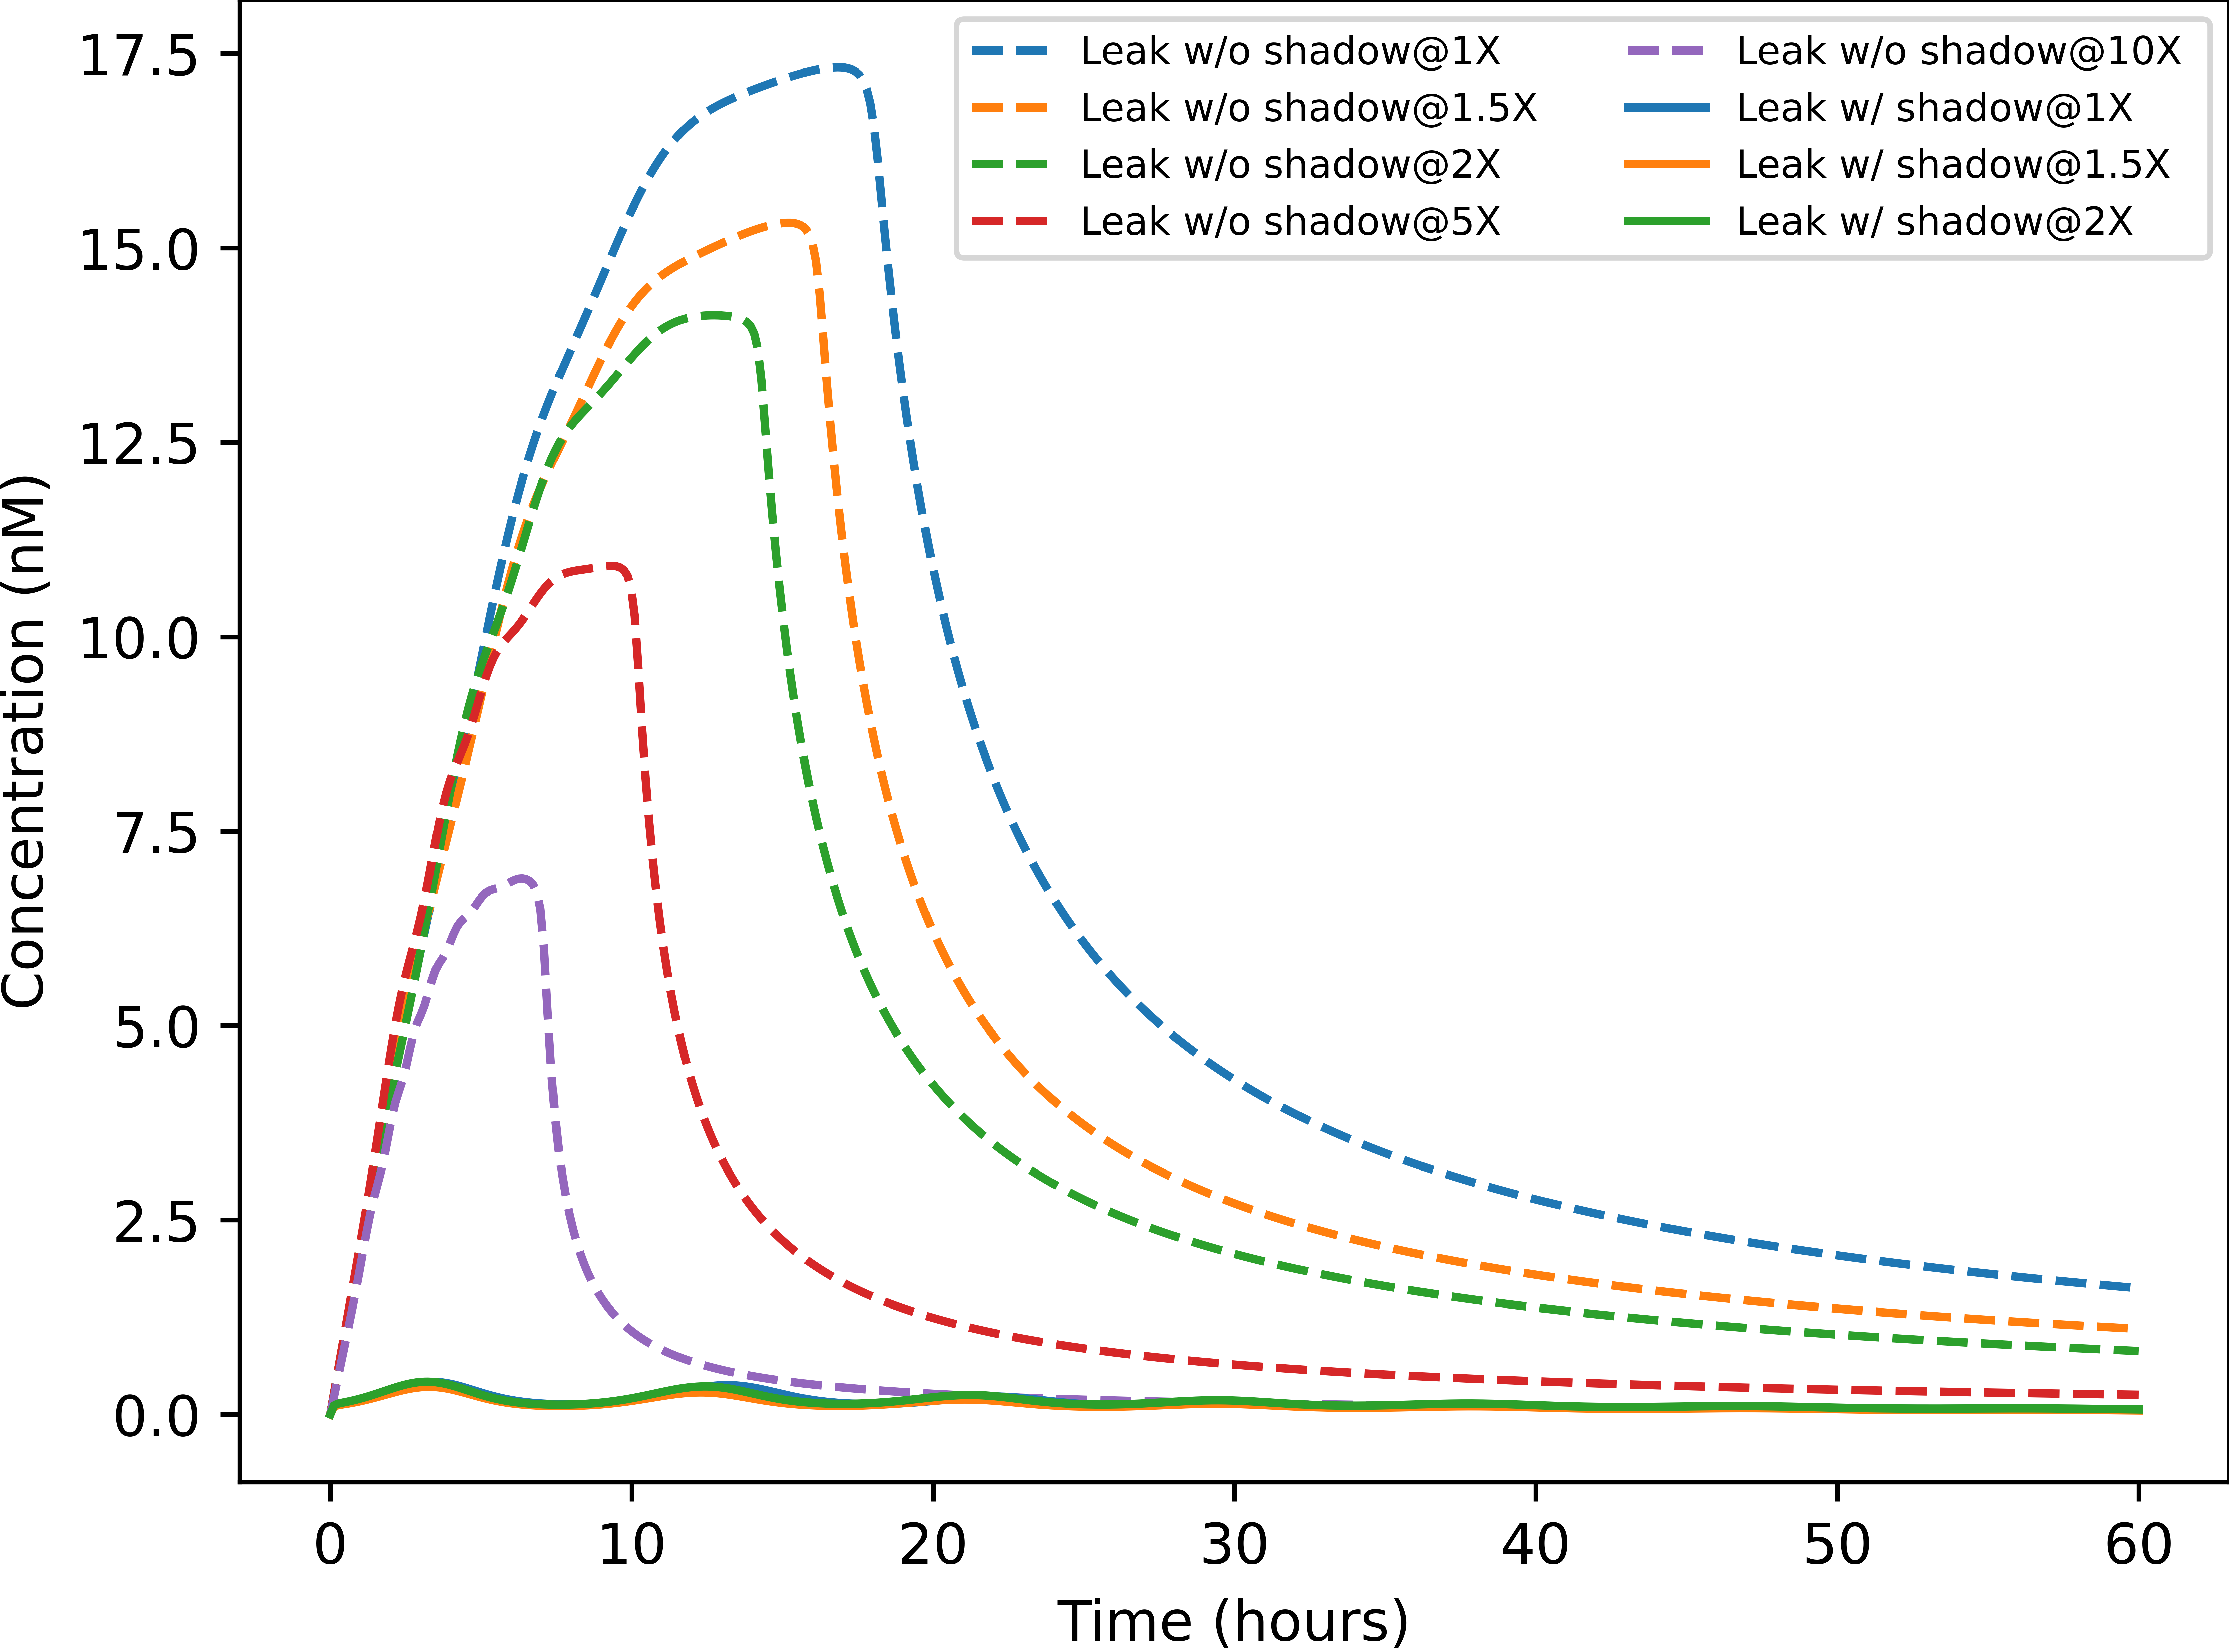 Concentration (nM)
17.5
15.0
12.5
10.0
7.5
5.0
2.5
0.0
Leak w/o shadow@1X
Leak w/o shadow@1.5X
Leak w/o shadow@2X
Leak w/o shadow@5X
Leak w/o shadow@10X
Leak w/ shadow@1X
Leak w/ shadow@1.5X
Leak w/ shadow@2X
0 10 20 30 40 50 60
Time (hours)